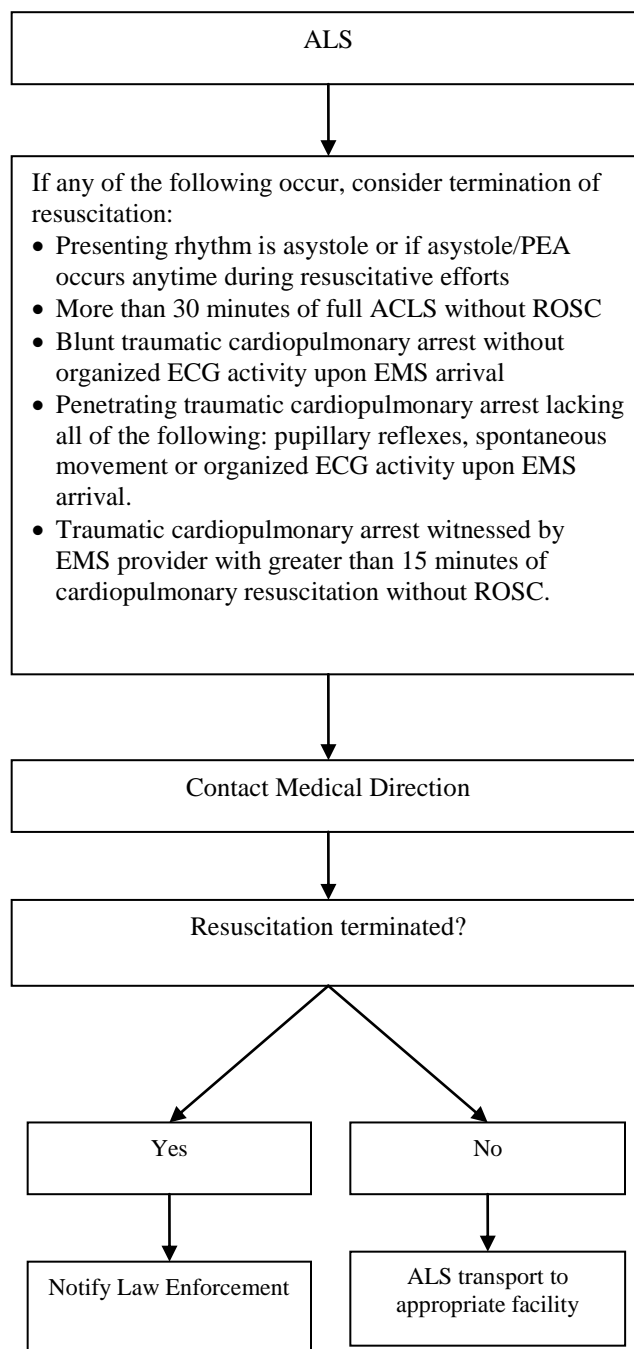 ALS
If any of the following occur, consider termination of
resuscitation:
• Presenting rhythm is asystole or if asystole/PEA
occurs anytime during resuscitative efforts
• More than 30 minutes of full ACLS without ROSC
• Blunt traumatic cardiopulmonary arrest without
organized ECG activity upon EMS arrival
• Penetrating traumatic cardiopulmonary arrest lacking
all of the following: pupillary reflexes, spontaneous
movement or organized ECG activity upon EMS
arrival.
• Traumatic cardiopulmonary arrest witnessed by
EMS provider with greater than 15 minutes of
cardiopulmonary resuscitation without ROSC.
Contact Medical Direction
Resuscitation terminated?
Yes
No
Notify Law Enforcement
ALS transport to
appropriate facility